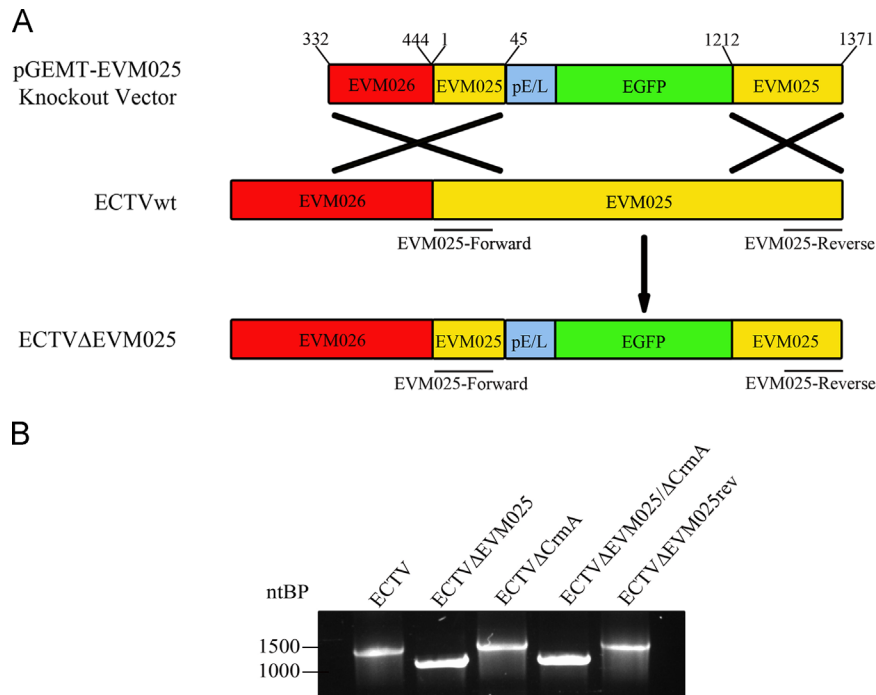 A
332 444 1 45 1212 1371
pGEMT-EVM025
Knockout Vector
EVM026 EVM025 pE/L EGFP EVM025
ECTVwt
EVM026 EVM025
EVM025-Forward EVM025-Reverse
ECTVΔEVM025
EVM026 EVM025 pE/L EGFP EVM025
EVM025-Forward EVM025-Reverse
B
ntBP
ECTV
ECTVΔEVM025
ECTVΔCrmA
ECTVΔEVM025/ΔCrmA
ECTVΔEVM025rev
1500
1000